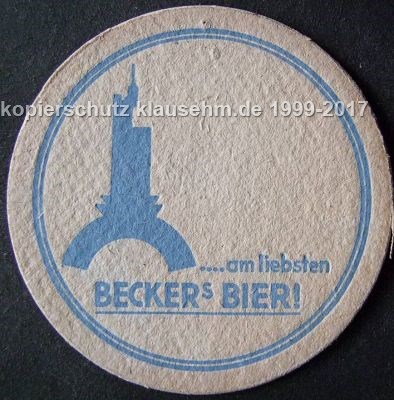 kopierschutz klausehm.de 1999-2017
....am liebsten
BECKERS BIER!